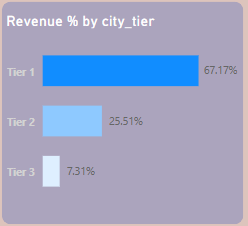 Revenue % by city_tier
Tier 1 67.17%
Tier 2 25.51%
Tier 3 7.31%